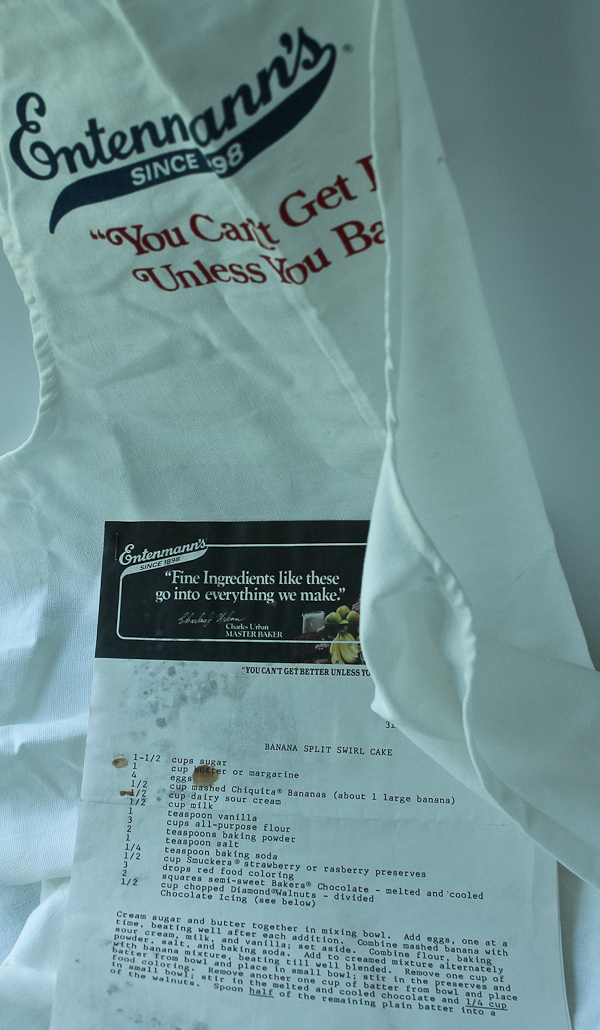 Entenmann's ®
SINCE 1898
"You Can't Get
Unless You
Entenmann's
SINCE 1898
"Fine Ingredients like these
go into everything we make."
Charles Urban
Charles Urban
MASTER BAKER
"YOU CAN'T GET BETTER UNLESS
BANANA SPLIT SWIRL CAKE
1-1/2 cups sugar
1 cup butter or margarine
4 eggs
1/2 cup mashed Chiquita® Bananas (about 1 large banana)
1/2 cup dairy sour cream
1/2 cup milk
1 teaspoon vanilla
3 cups all-purpose flour
2 teaspoons baking powder
1 teaspoon salt
1/4 teaspoon baking soda
1/2 cup Smuckers® strawberry or rasberry preserves
3 drops red food coloring
2 squares semi-sweet Bakers® Chocolate - melted and cooled
1/2 cup chopped Diamond®Walnuts - divided
Chocolate Icing (see below)
Cream sugar and butter together in mixing bowl. Add eggs, one at a
time, beating well after each addition. Combine mashed banana with
sour cream, milk, and vanilla; set aside. Combine flour, baking
powder, salt, and baking soda. Add to creamed mixture alternately
with banana mixture, beating till well blended. Remove one cup of
batter from bowl and place in small bowl; stir in the preserves and
food coloring. Remove another one cup of batter from bowl and place
in small bowl; stir in the melted and cooled chocolate and 1/4 cup
of the walnuts. Spoon half of the remaining plain batter into a